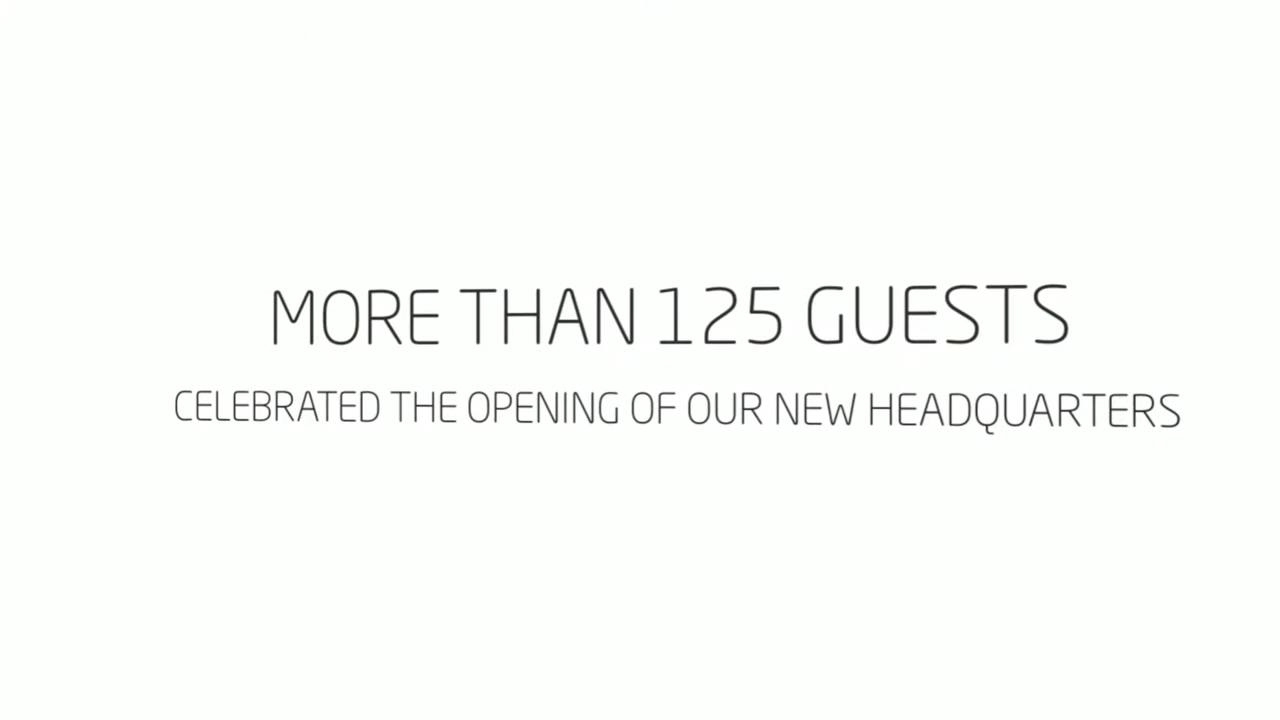 MORE THAN 125 GUESTS
CELEBRATED THE OPENING OF OUR NEW HEADQUARTERS